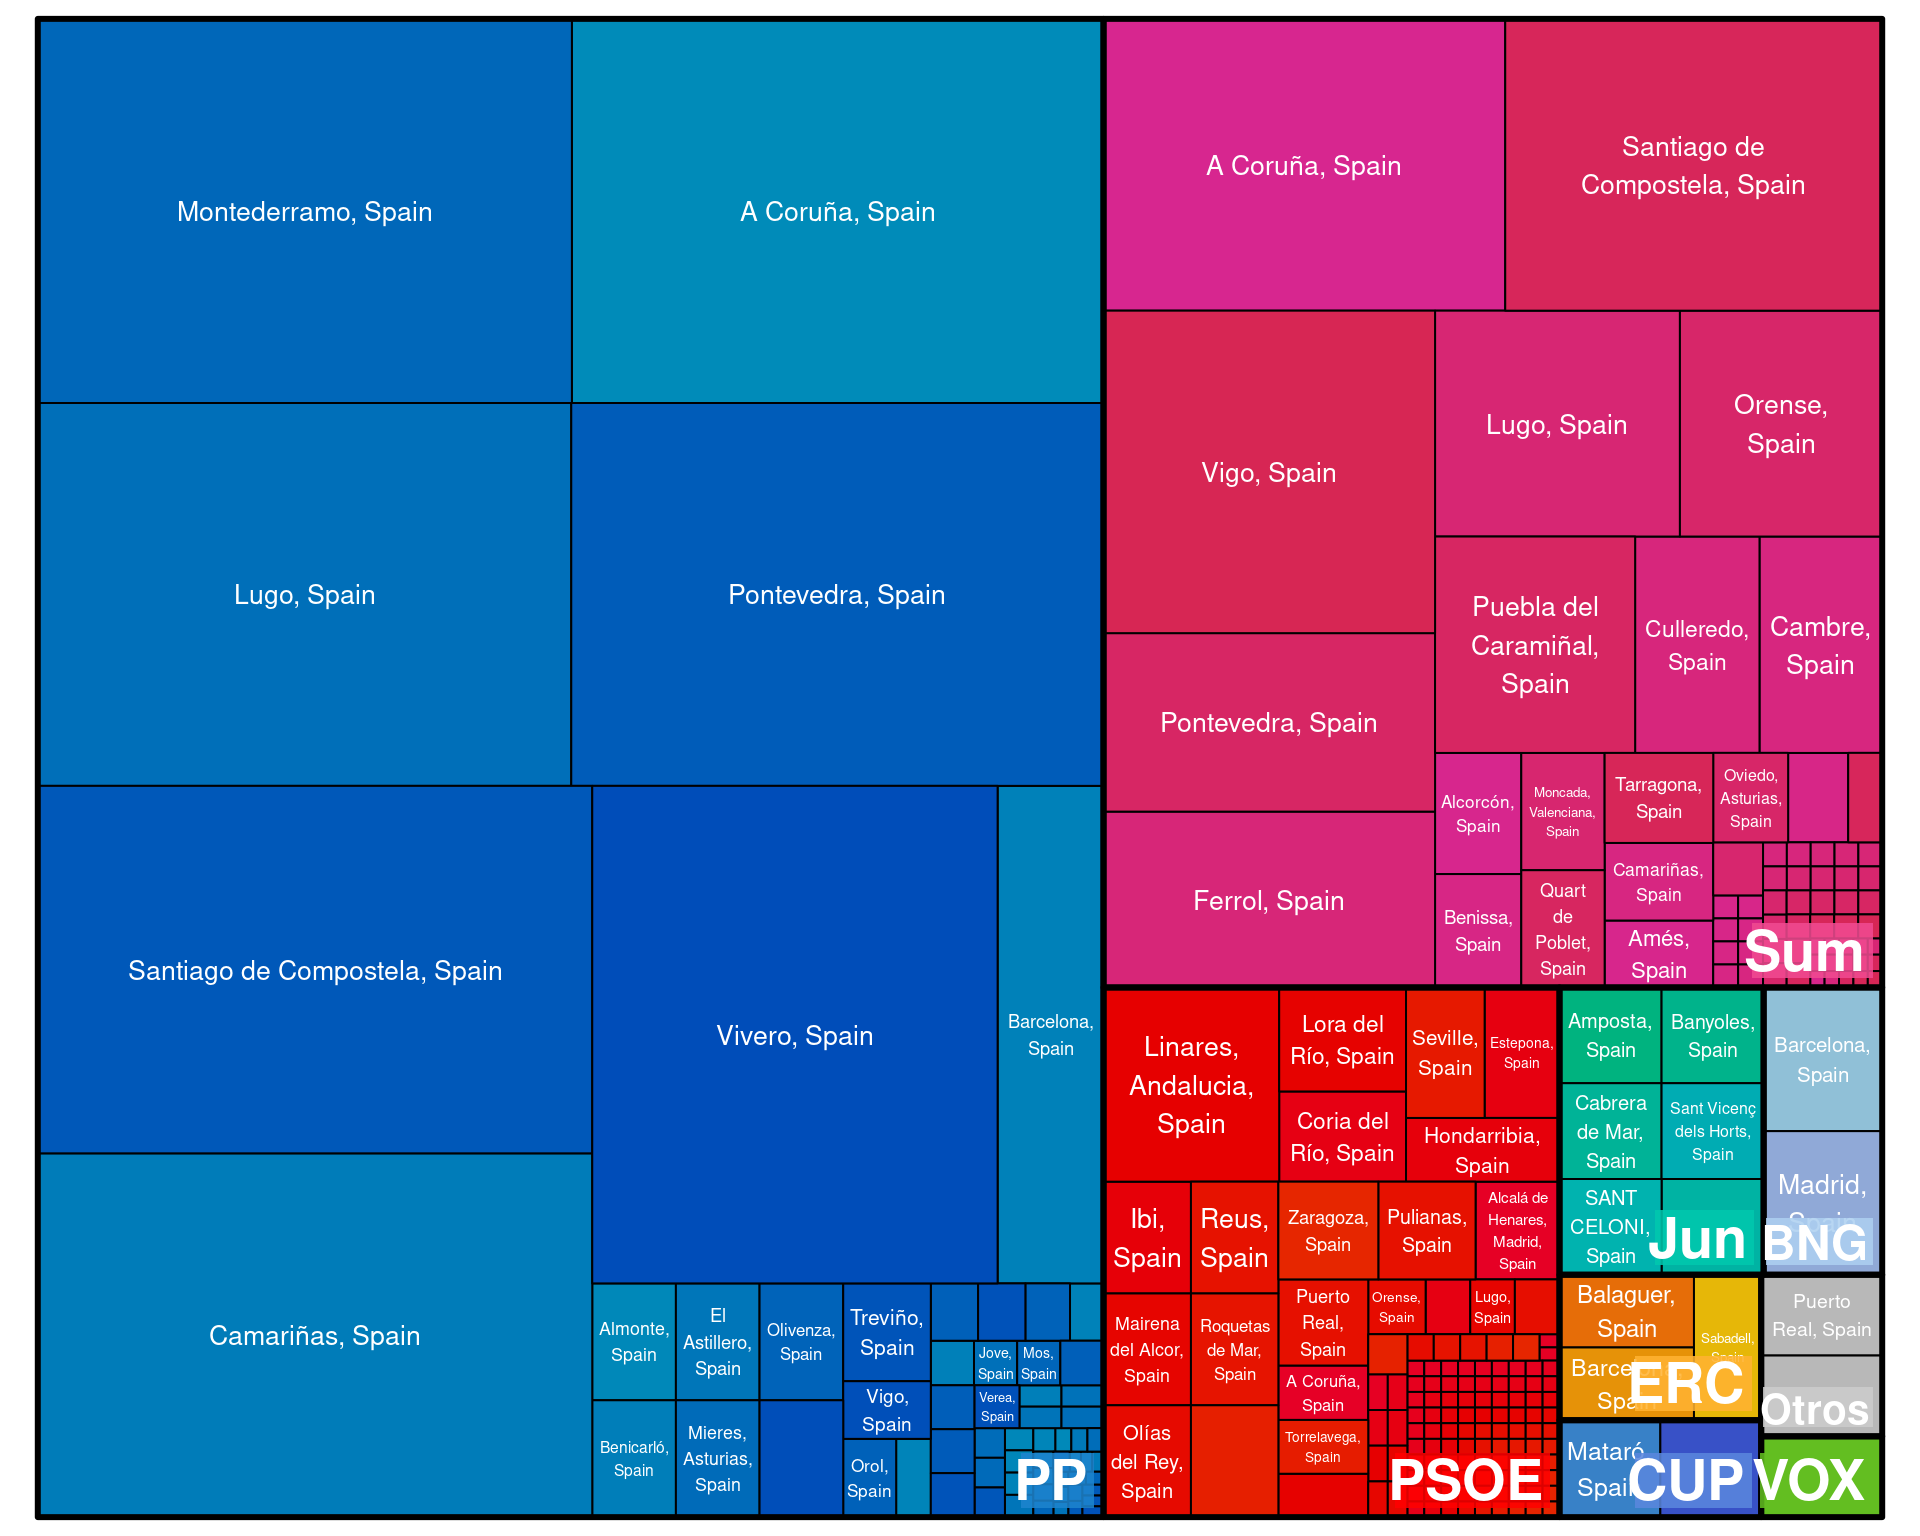 Montederramo, Spain
A Coruña, Spain
Lugo, Spain
Pontevedra, Spain
Santiago de Compostela, Spain
Vivero, Spain
Barcelona,
Spain
Camariñas, Spain
Almonte,
Spain
El
Astillero,
Spain
Olivenza,
Spain
Treviño,
Spain
Jove,
Spain
Mos,
Spain
Vigo,
Spain
Verea,
Spain
Benicarló,
Spain
Mieres,
Asturias,
Spain
Orol,
Spain
PP
A Coruña, Spain
Santiago de
Compostela, Spain
Vigo, Spain
Lugo, Spain
Orense,
Spain
Puebla del
Caramiñal,
Spain
Culleredo,
Spain
Cambre,
Spain
Pontevedra, Spain
Ferrol, Spain
Alcorcón,
Spain
Moncada,
Valenciana,
Spain
Tarragona,
Spain
Oviedo,
Asturias,
Spain
Benissa,
Spain
Quart
de
Poblet,
Spain
Camariñas,
Spain
Amés,
Spain
Sum
Linares,
Andalucia,
Spain
Lora del
Río, Spain
Seville,
Spain
Estepona,
Spain
Coria del
Río, Spain
Hondarribia,
Spain
Ibi,
Spain
Reus,
Spain
Zaragoza,
Spain
Pulianas,
Spain
Alcalá de
Henares,
Madrid,
Spain
Mairena
del Alcor,
Spain
Roquetas
de Mar,
Spain
Puerto
Real,
Spain
Orense,
Spain
Lugo,
Spain
A Coruña,
Spain
Olías
del Rey,
Spain
Torrelavega,
Spain
PSOE
Amposta,
Spain
Banyoles,
Spain
Cabrera
de Mar,
Spain
Sant Vicenç
dels Horts,
Spain
SANT
CELONI,
Spain
Jun
Barcelona,
Spain
Madrid,
Spain
BNG
Balaguer,
Spain
Sabadell,
Spain
ERC
Puerto
Real, Spain
Otros
Mataró,
Spain
CUP
VOX